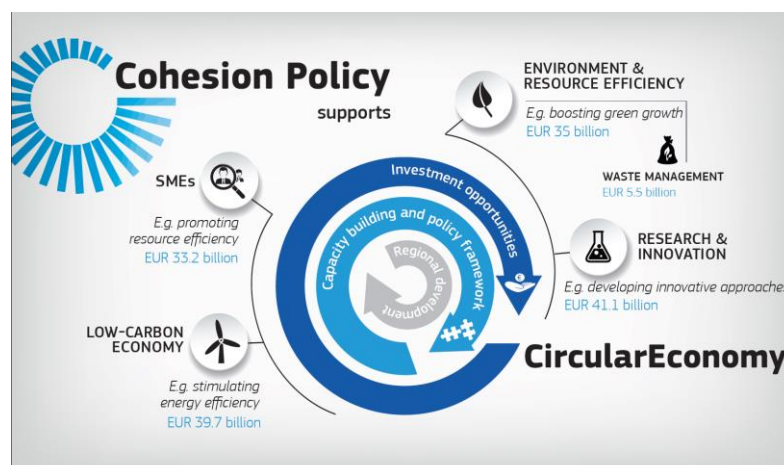 Cohesion Policy
supports
ENVIRONMENT &
RESOURCE EFFICIENCY
E.g. boosting green growth
EUR 35 billion
WASTE MANAGEMENT
EUR 5.5 billion
SMEs
E.g. promoting
resource efficiency
EUR 33.2 billion
Investment opportunities
Capacity building and policy framework
Regional development
RESEARCH &
INNOVATION
E.g. developing innovative approaches
EUR 41.1 billion
LOW-CARBON
ECONOMY
E.g. stimulating
energy efficiency
EUR 39.7 billion
CircularEconomy